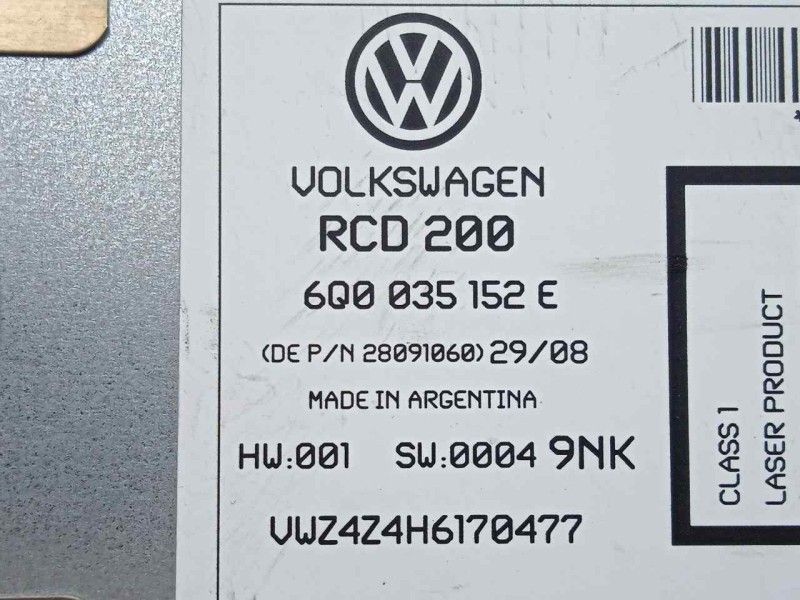 VOLKSWAGEN
RCD 200
6Q0 035 152 E
(DE P/N 28091060) 29/08
MADE IN ARGENTINA
HW:001 SW:0004 9NK
VWZ4Z4H6170477
CLASS 1
LASER PRODUCT